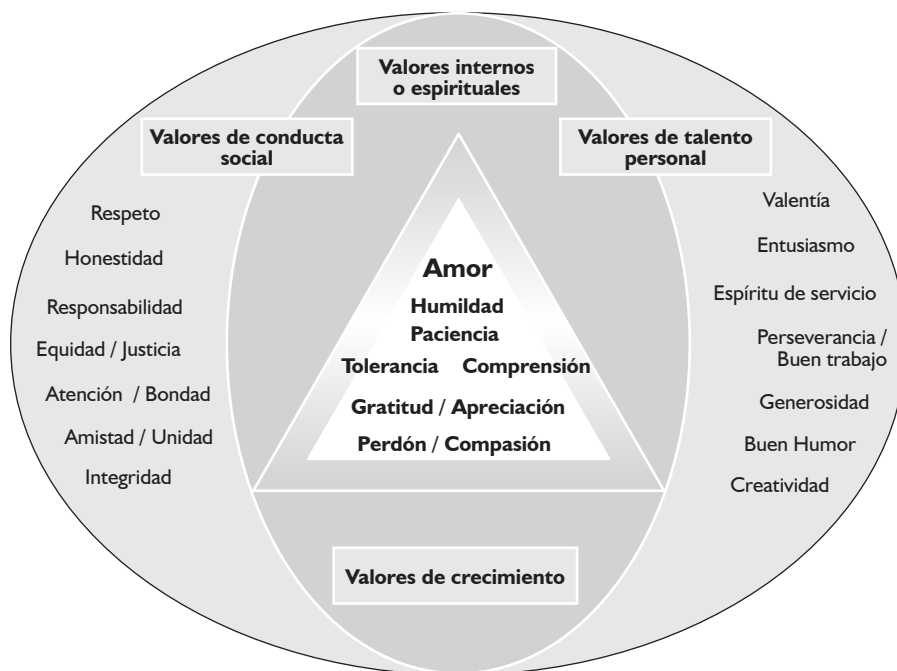 Valores internos
o espirituales
Valores de conducta
social
Valores de talento
personal
Respeto
Honestidad
Responsabilidad
Equidad / Justicia
Atención / Bondad
Amistad / Unidad
Integridad
Amor
Humildad
Paciencia
Tolerancia Comprensión
Gratitud / Apreciación
Perdón / Compasión
Valentía
Entusiasmo
Espíritu de servicio
Perseverancia /
Buen trabajo
Generosidad
Buen Humor
Creatividad
Valores de crecimiento